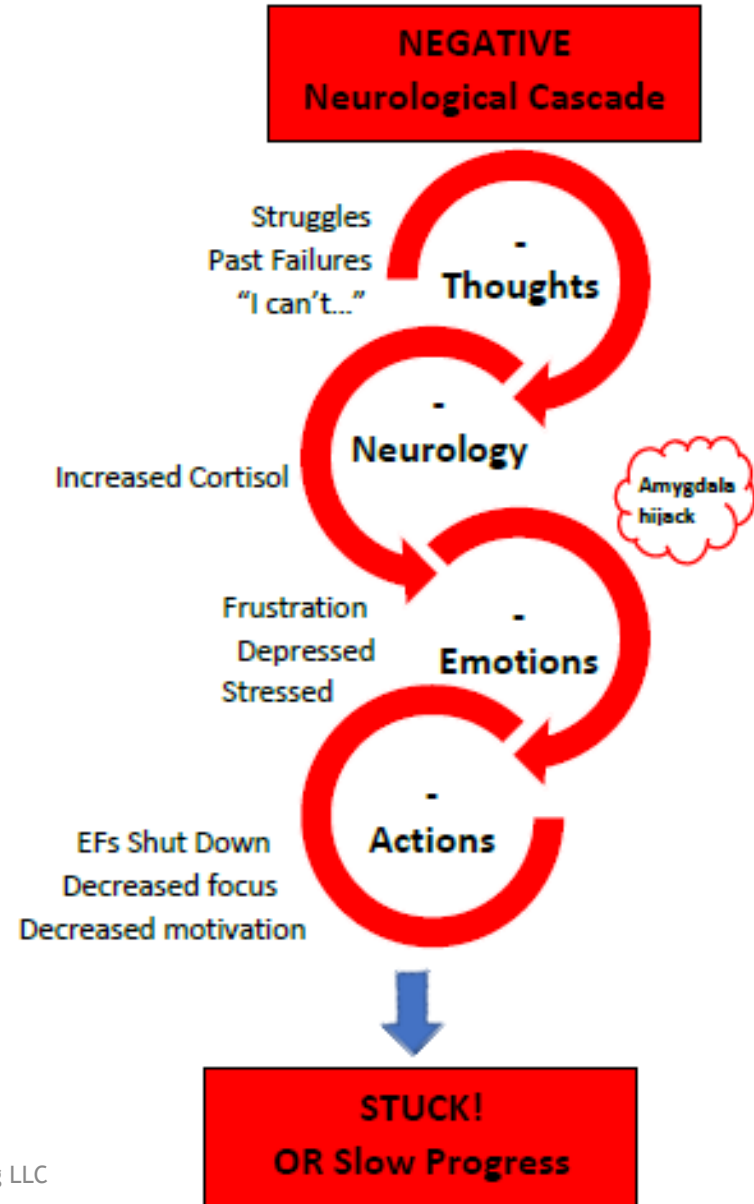 NEGATIVE
Neurological Cascade
Struggles
Past Failures
“I can’t...”
-
Thoughts
-
Neurology
Increased Cortisol
Amygdala
hijack
Frustration
Depressed
Stressed
-
Emotions
-
Actions
EFs Shut Down
Decreased focus
Decreased motivation
STUCK!
OR Slow Progress
LLC